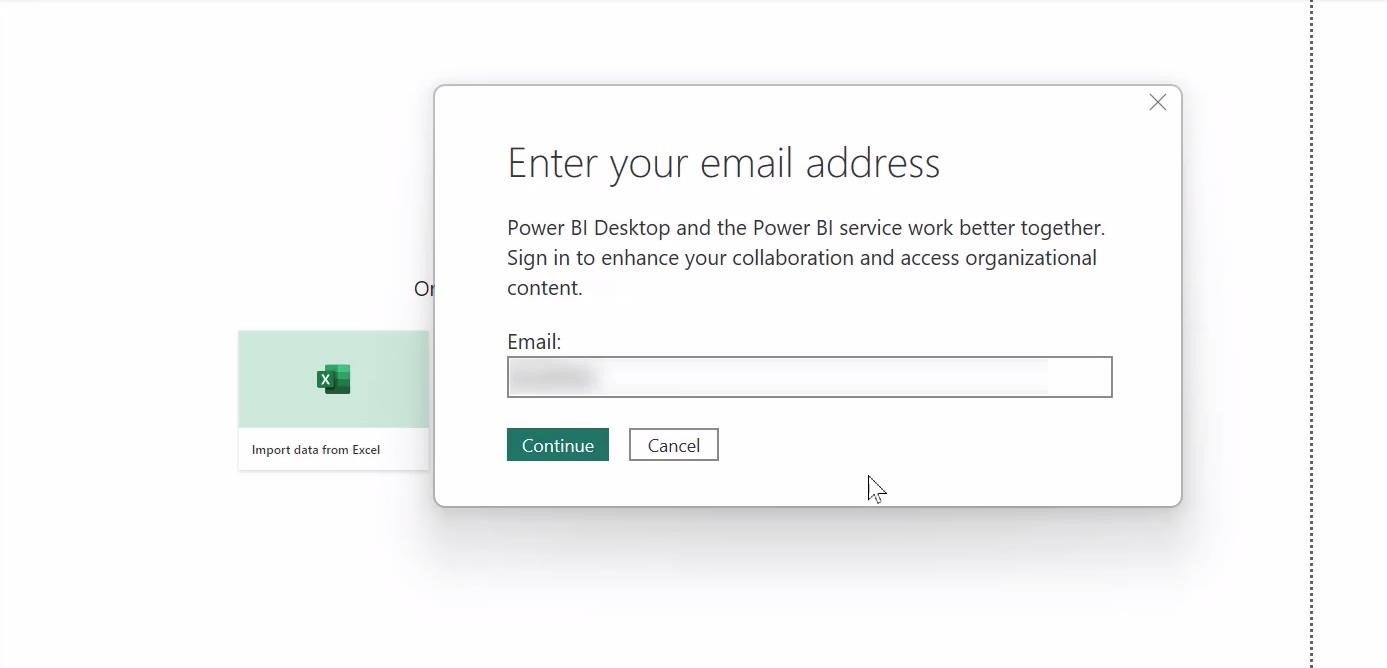 Enter your email address
Power BI Desktop and the Power BI service work better together.
Sign in to enhance your collaboration and access organizational
content.
Email:
Continue
Cancel
Import data from Excel